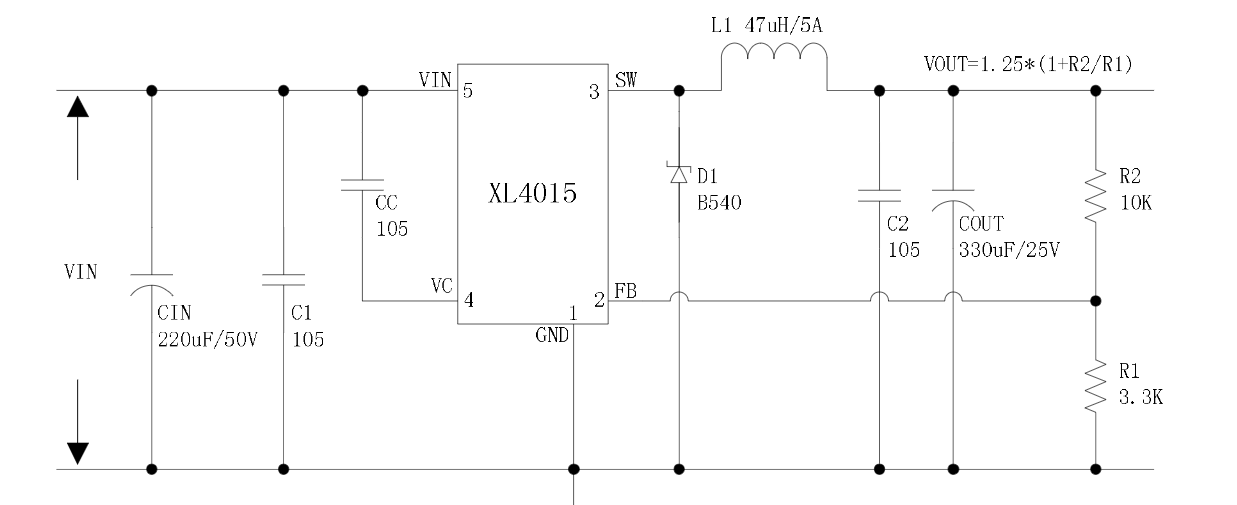 L1 47uH/5A
VOUT=1.25*(1+R2/R1)
VIN
5
3
SW
XL4015
CC
105
D1
B540
R2
10K
C2
105
COUT
330uF/25V
VIN
VC
4
2
FB
1
GND
CIN
220uF/50V
C1
105
R1
3.3K